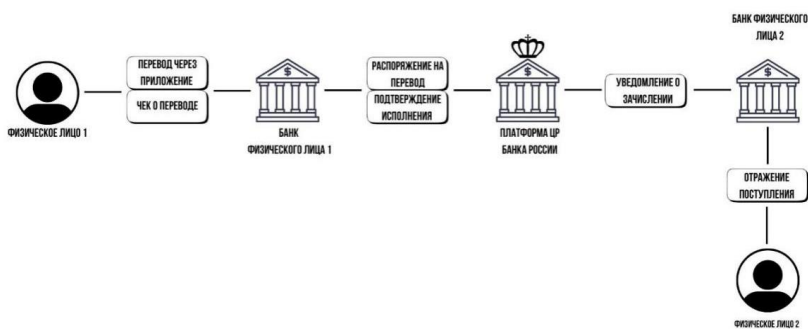 БАНК ФИЗИЧЕСКОГО
ЛИЦА 2
ПЕРЕВОД ЧЕРЕЗ
ПРИЛОЖЕНИЕ
ЧЕК О ПЕРЕВОДЕ
РАСПОРЯЖЕНИЕ НА
ПЕРЕВОД
ПОДТВЕРЖДЕНИЕ
ИСПОЛНЕНИЯ
УВЕДОМЛЕНИЕ О
ЗАЧИСЛЕНИИ
ФИЗИЧЕСКОЕ ЛИЦО 1
БАНК
ФИЗИЧЕСКОГО ЛИЦА 1
ПЛАТФОРМА ЦР
БАНКА РОССИИ
ОТРАЖЕНИЕ
ПОСТУПЛЕНИЯ
ФИЗИЧЕСКОЕ ЛИЦО 2